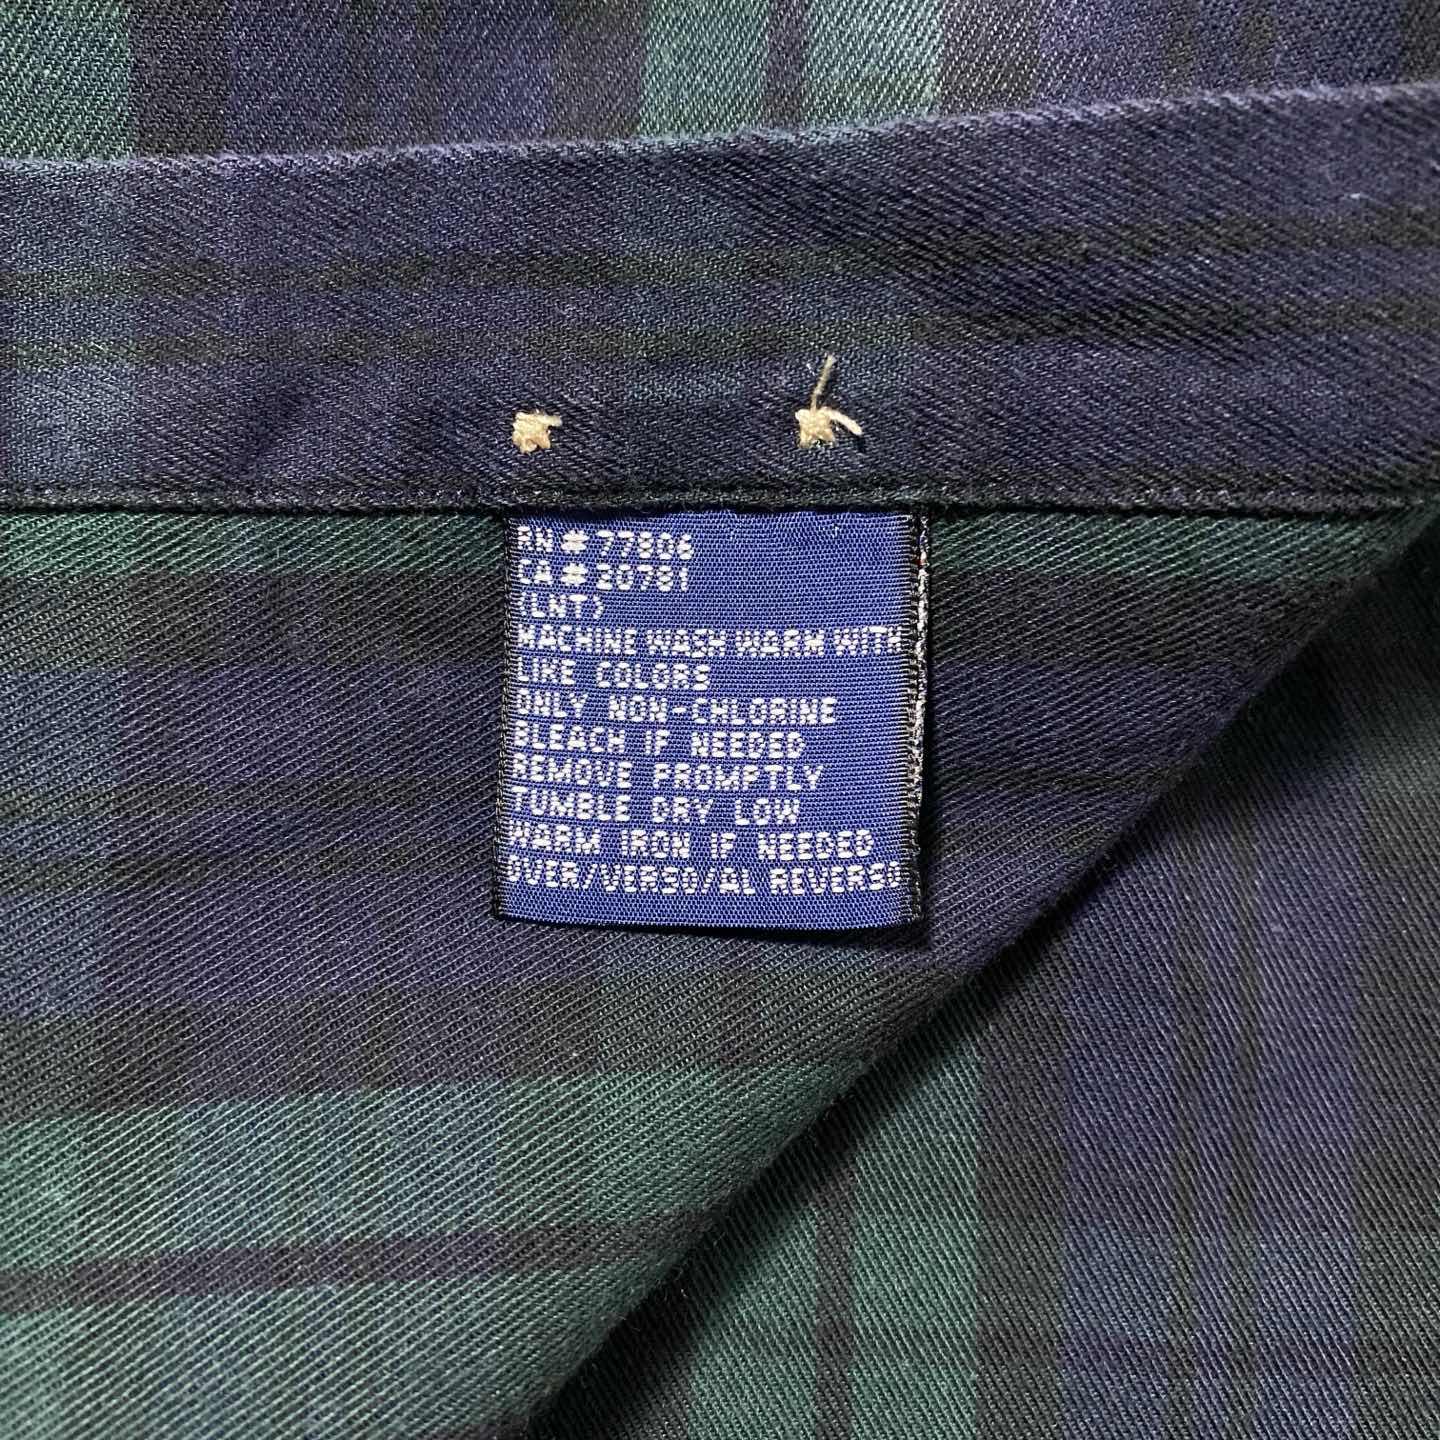 RN # 77806
CA # 20781
(LNT)
MACHINE WASH WARM WITH
LIKE COLORS
ONLY NON-CHLORINE
BLEACH IF NEEDED
REMOVE PROMPTLY
TUMBLE DRY LOW
WARM IRON IF NEEDED
OVER/VERSO/AL REVERSO